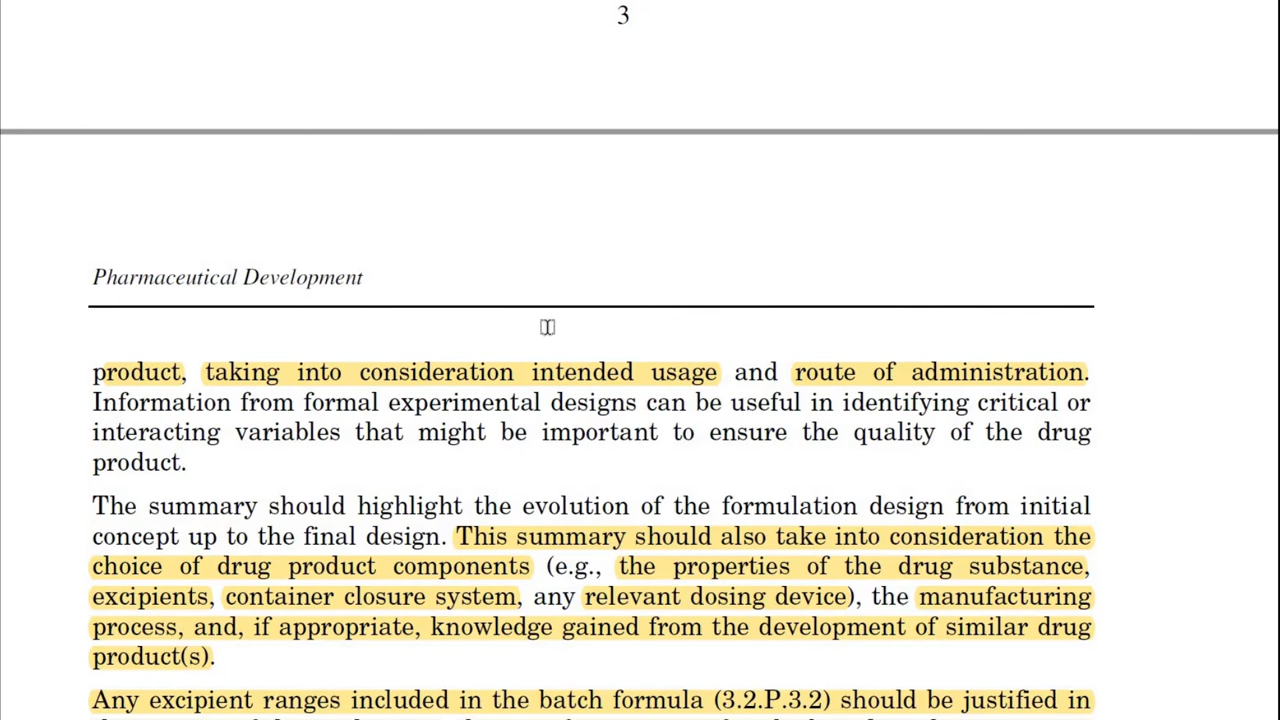 3
Pharmaceutical Development
product, taking into consideration intended usage and route of administration.
Information from formal experimental designs can be useful in identifying critical or
interacting variables that might be important to ensure the quality of the drug
product.
The summary should highlight the evolution of the formulation design from initial
concept up to the final design. This summary should also take into consideration the
choice of drug product components (e.g., the properties of the drug substance,
excipients, container closure system, any relevant dosing device), the manufacturing
process, and, if appropriate, knowledge gained from the development of similar drug
product(s).
Any excipient ranges included in the batch formula (3.2.P.3.2) should be justified in